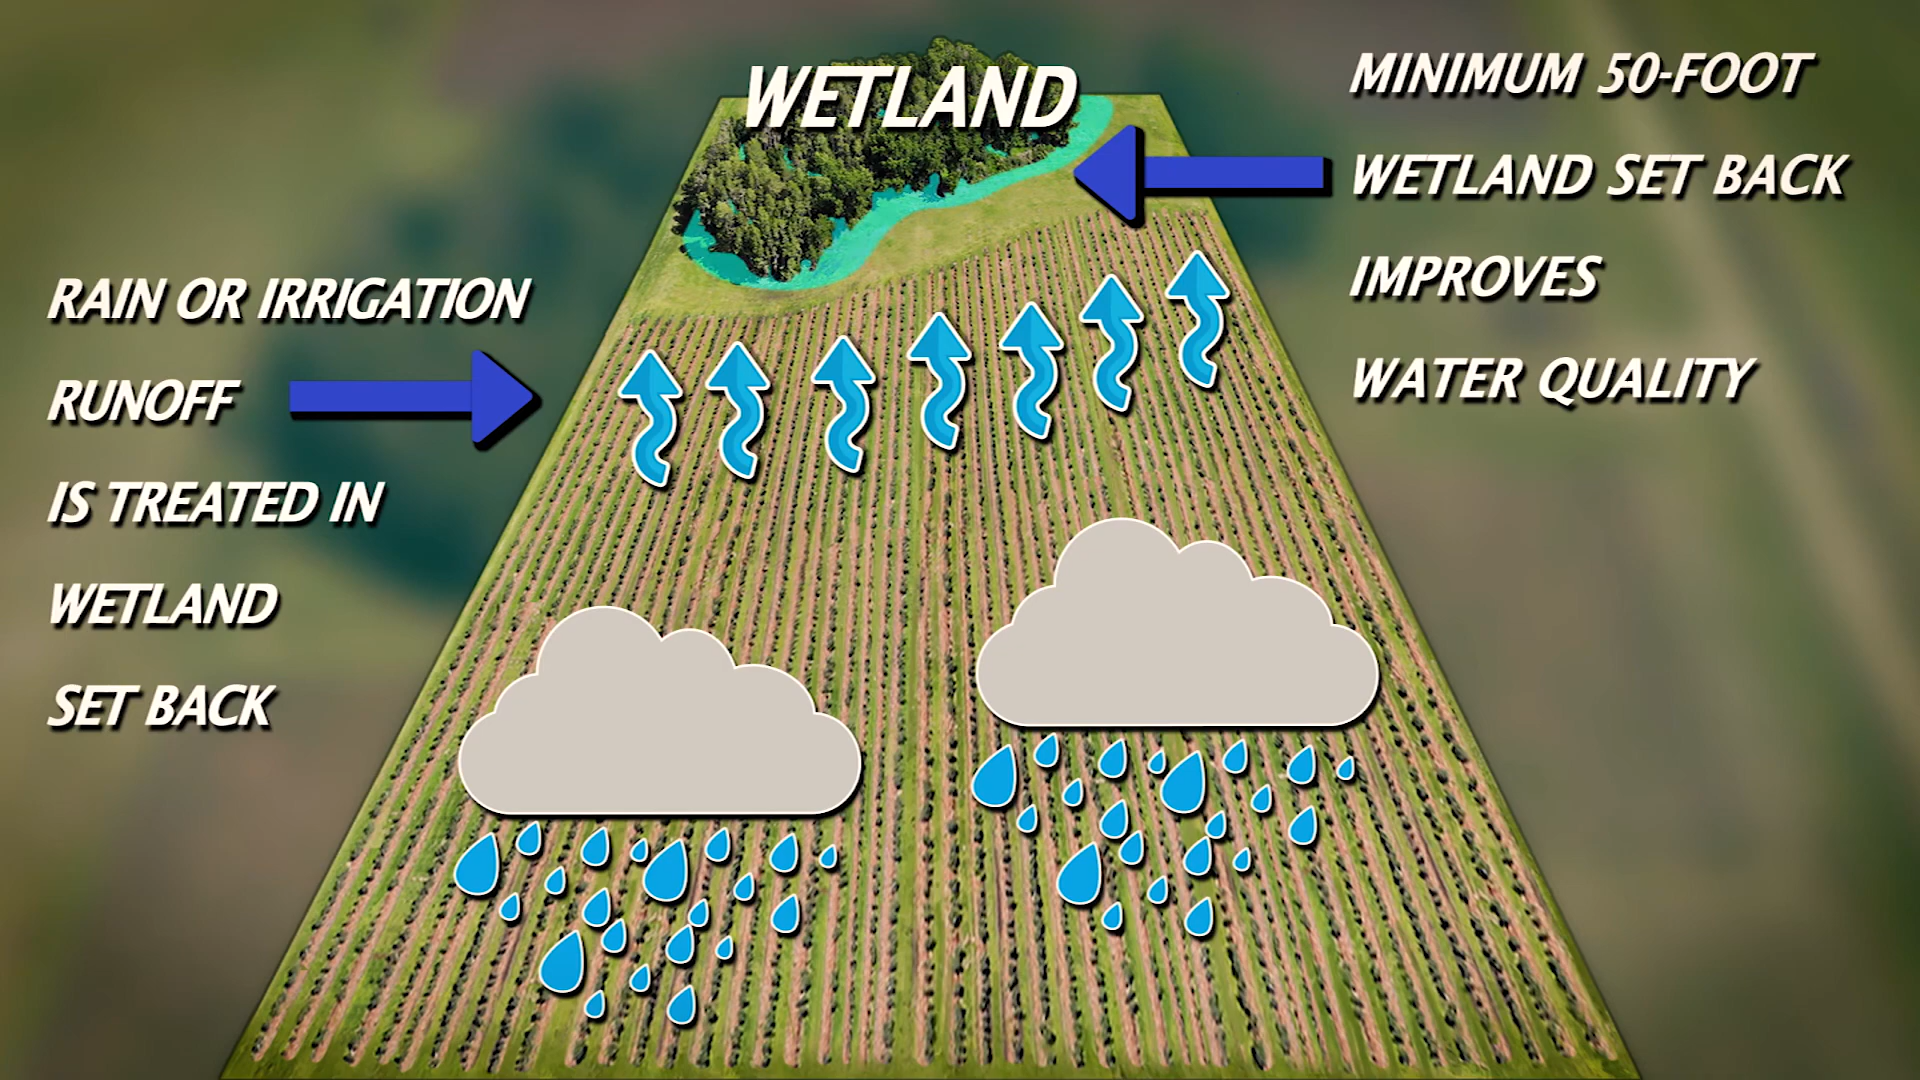 WETLAND
MINIMUM 50-FOOT
WETLAND SET BACK
IMPROVES
WATER QUALITY
RAIN OR IRRIGATION
RUNOFF
IS TREATED IN
WETLAND
SET BACK